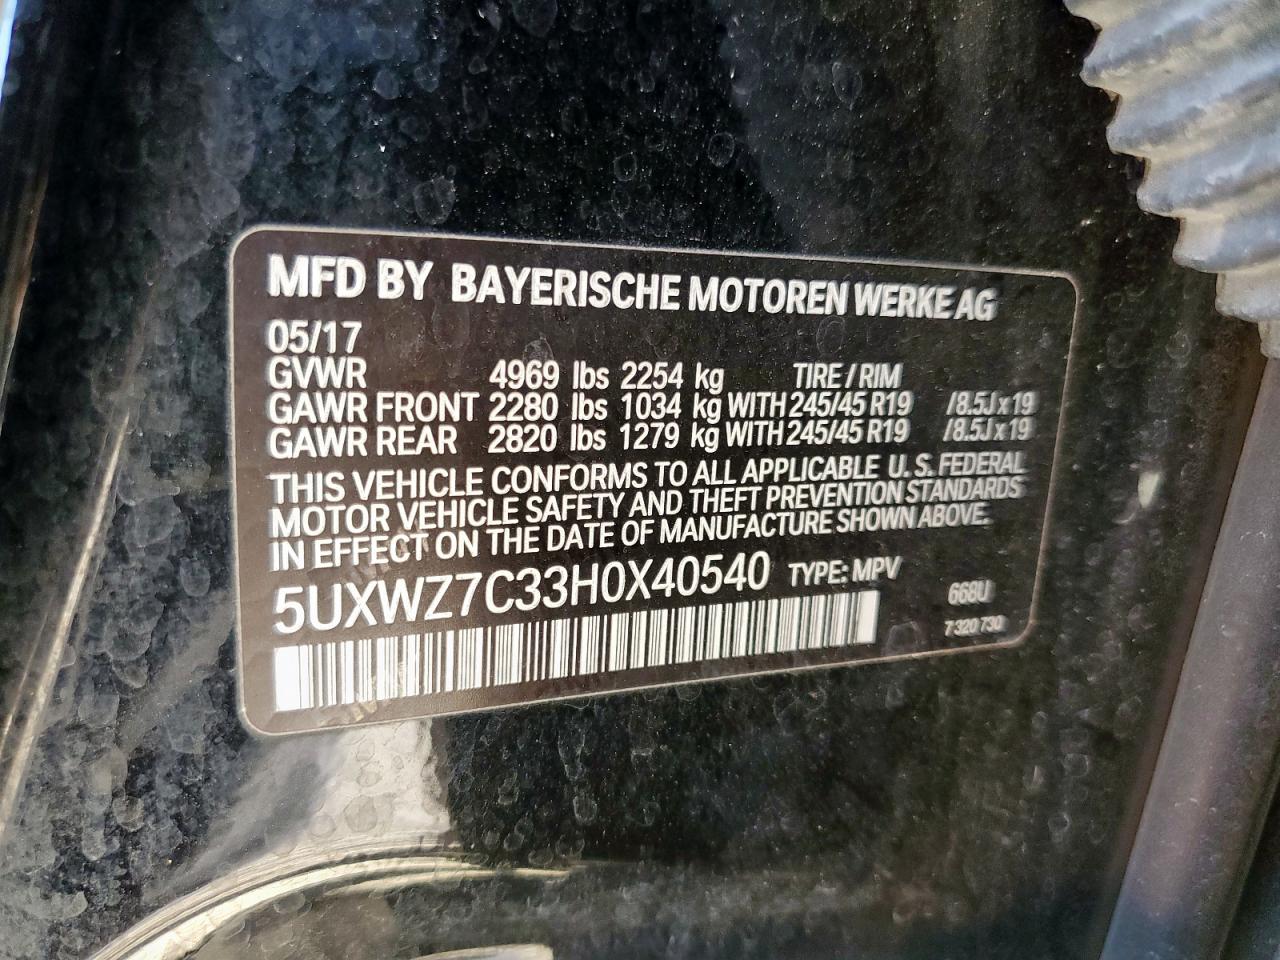 MFD BY BAYERISCHE MOTOREN WERKE AG
05/17
GVWR 4969 lbs 2254 kg TIRE / RIM
GAWR FRONT 2280 lbs 1034 kg WITH 245/45 R19 /8.5J x 19
GAWR REAR 2820 lbs 1279 kg WITH 245/45 R19 /8.5J x 19
THIS VEHICLE CONFORMS TO ALL APPLICABLE U. S. FEDERAL
MOTOR VEHICLE SAFETY AND THEFT PREVENTION STANDARDS
IN EFFECT ON THE DATE OF MANUFACTURE SHOWN ABOVE.
5UXWZ7C33H0X40540 TYPE: MPV
668U
7 320 730